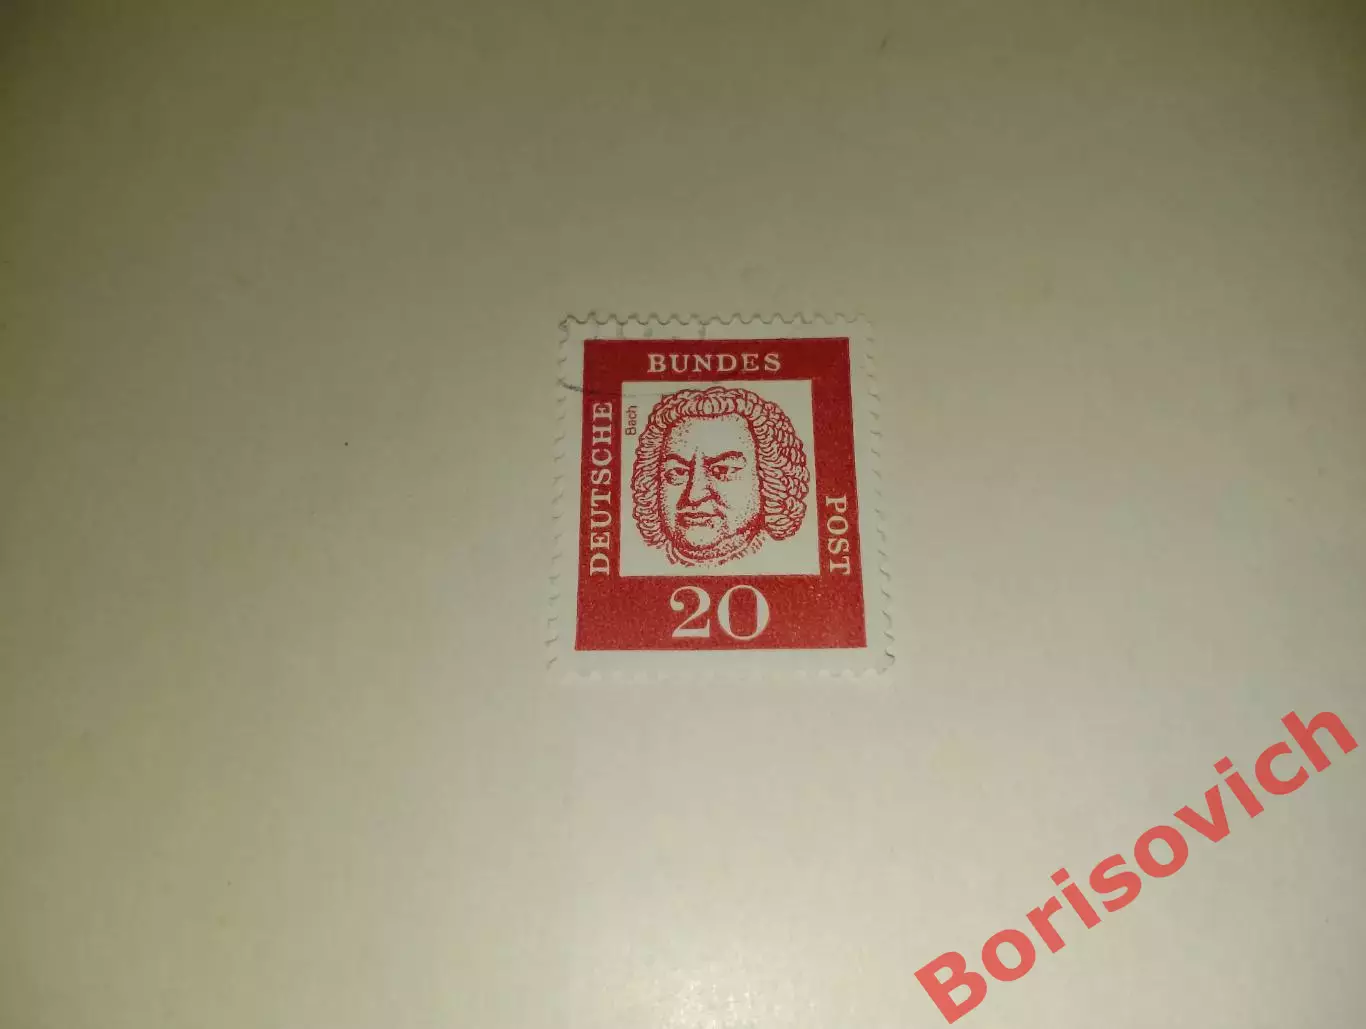 BUNDES
Bach
DEUTSCHE
POST
20
Borisovich